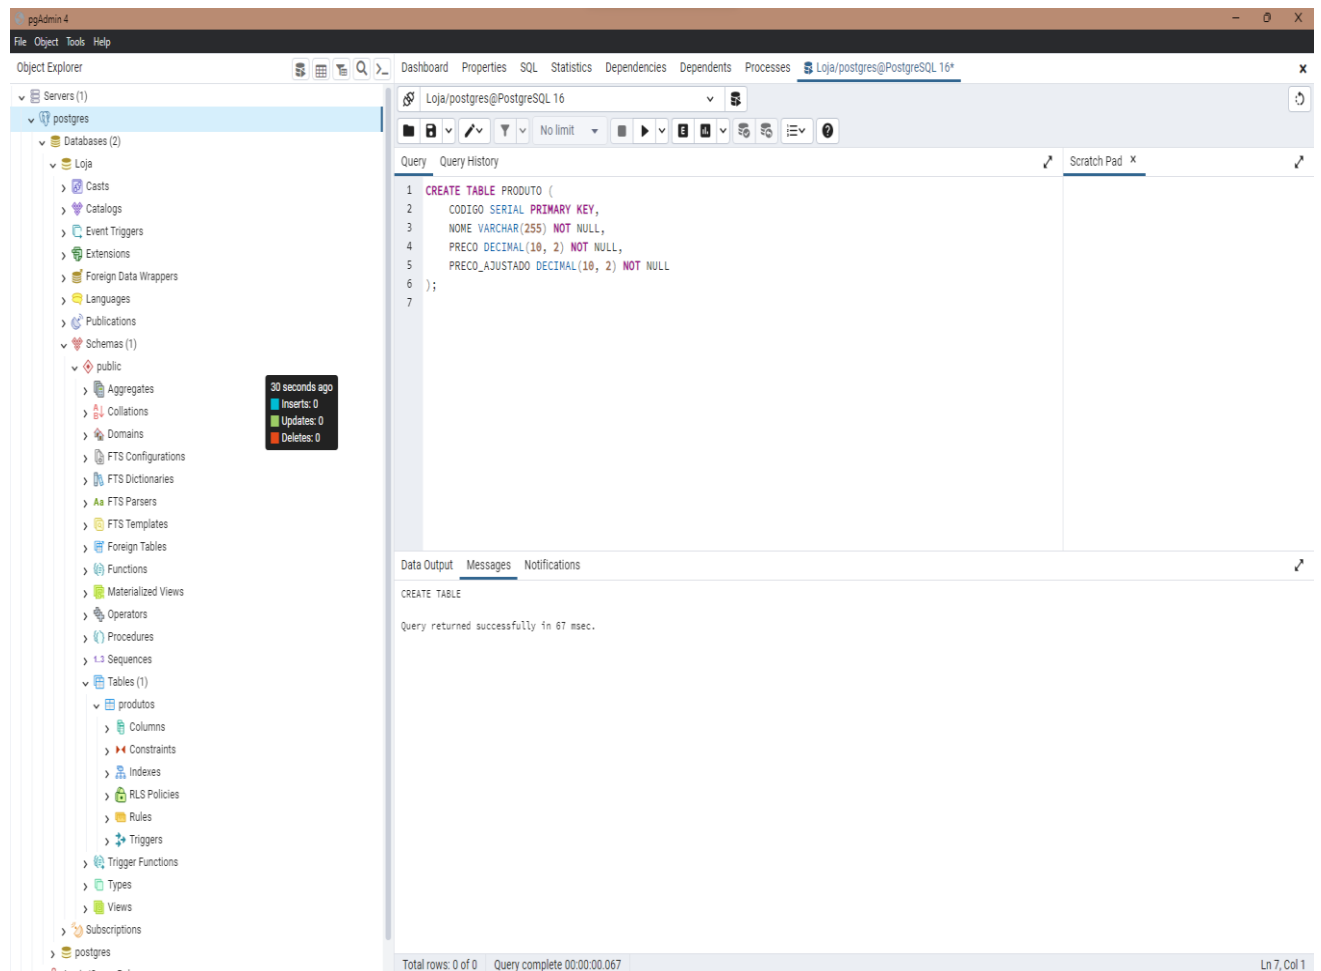 pgAdmin 4
File Object Tools Help
Object Explorer
Dashboard Properties SQL Statistics Dependencies Dependents Processes Loja/postgres@PostgreSQL 16*
Servers (1)
postgres
Databases (2)
Loja
Casts
Catalogs
Event Triggers
Extensions
Foreign Data Wrappers
Languages
Publications
Schemas (1)
public
Aggregates
Collations
Domains
FTS Configurations
FTS Dictionaries
Aa FTS Parsers
FTS Templates
Foreign Tables
Functions
Materialized Views
Operators
Procedures
1..3 Sequences
Tables (1)
produtos
Columns
Constraints
Indexes
RLS Policies
Rules
Triggers
Trigger Functions
Types
Views
Subscriptions
postgres
30 seconds ago
Inserts: 0
Updates: 0
Deletes: 0
Loja/postgres@PostgreSQL 16
No limit
E
Query Query History
Scratch Pad
1 CREATE TABLE PRODUTO (
2 CODIGO SERIAL PRIMARY KEY,
3 NOME VARCHAR(255) NOT NULL,
4 PRECO DECIMAL(10, 2) NOT NULL,
5 PRECO_AJUSTADO DECIMAL(10, 2) NOT NULL
6 );
7
Data Output Messages Notifications
CREATE TABLE
Query returned successfully in 67 msec.
Total rows: 0 of 0 Query complete 00:00:00.067
Ln 7, Col 1